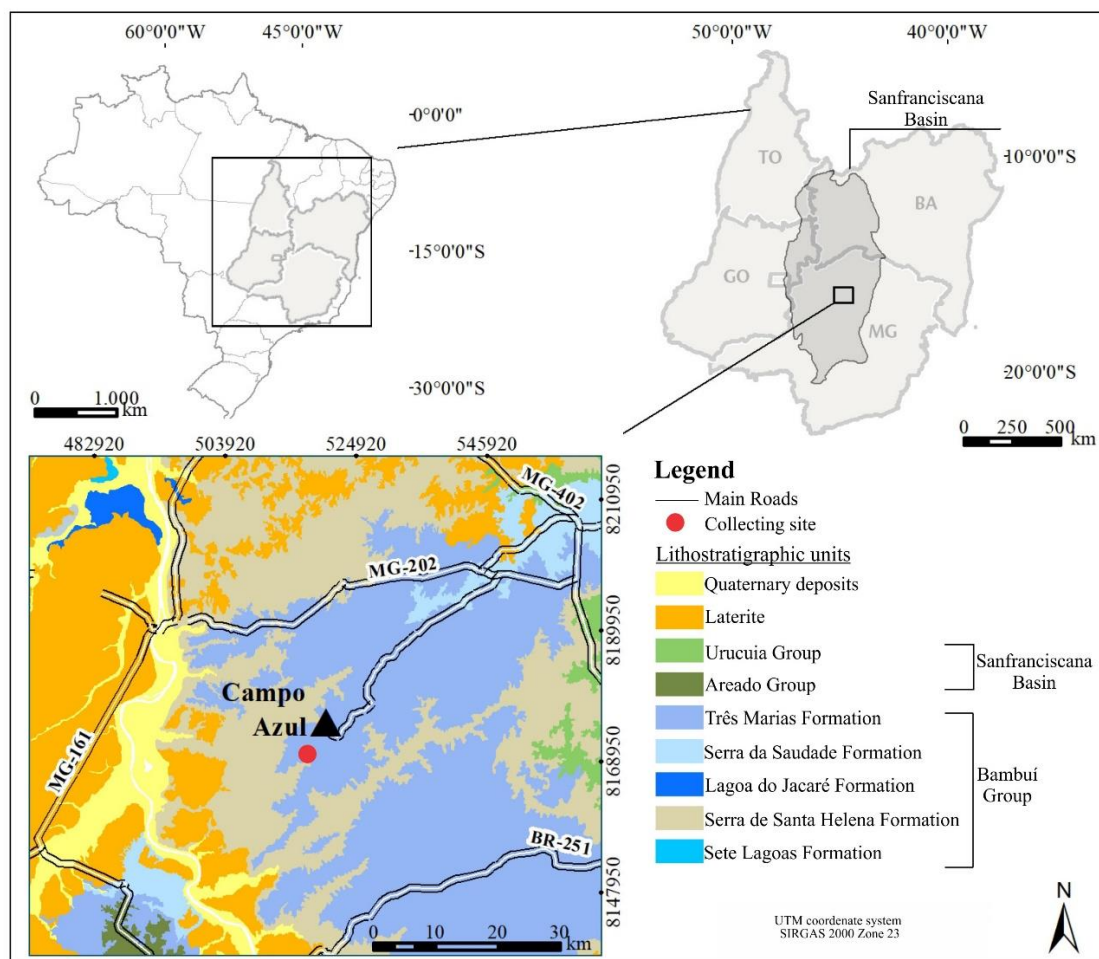 60°0'0"W
45°0'0"W
50°0'0"W
40°0'0"W
Sanfranciscana
Basin
-0°0'0"
10°0'0"S
TO
BA
-15°0'0"S
GO
MG
20°0'0"S
-30°0'0"S
0 1.000
km
0 250 500
km
482920 503920 524920 545920
MG-402
8210950
MG-202
8189950
Campo
Azul
MG-161
8168950
BR-251
8147950
0 10 20 30
km
Legend
Main Roads
Collecting site
Lithostratigraphic units
Quaternary deposits
Laterite
Urucuia Group
Areado Group
Sanfranciscana
Basin
Três Marias Formation
Serra da Saudade Formation
Lagoa do Jacaré Formation
Serra de Santa Helena Formation
Sete Lagoas Formation
Bambuí
Group
UTM coordenate system
SIRGAS 2000 Zone 23
N